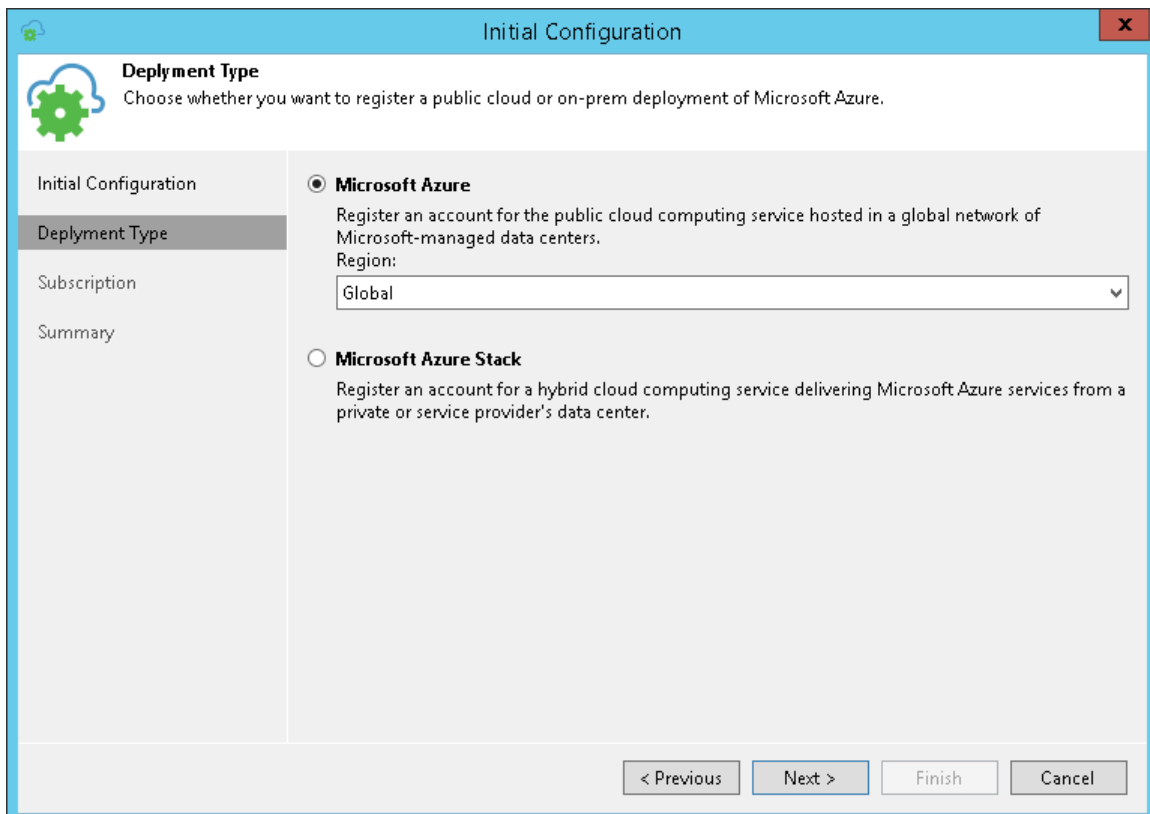 Initial Configuration
x
Deplyment Type
Choose whether you want to register a public cloud or on-prem deployment of Microsoft Azure.
Initial Configuration
Deplyment Type
Subscription
Summary
Microsoft Azure
Register an account for the public cloud computing service hosted in a global network of
Microsoft-managed data centers.
Region:
Global
Microsoft Azure Stack
Register an account for a hybrid cloud computing service delivering Microsoft Azure services from a
private or service provider's data center.
< Previous
Next >
Finish
Cancel